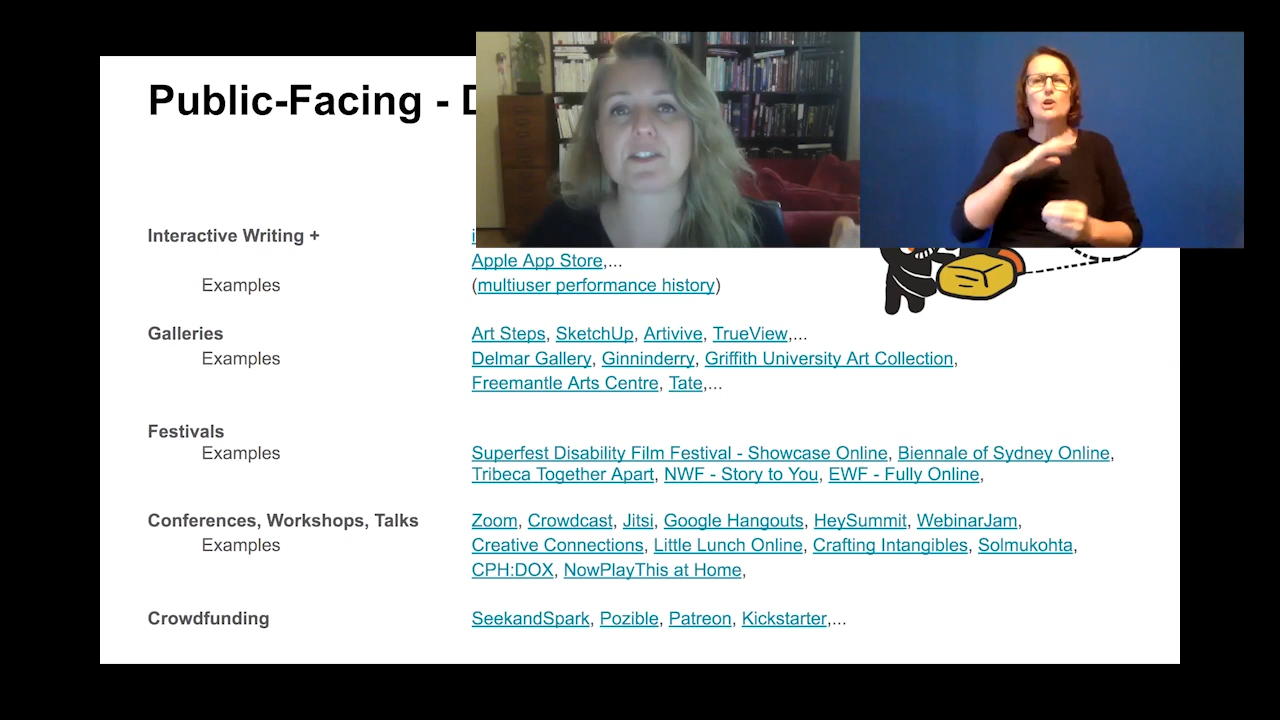 Public-Facing -
Interactive Writing +
Apple App Store,...
Examples (multiuser performance history)
Galleries Art Steps, SketchUp, Artivive, TrueView,...
Examples Delmar Gallery, Ginninderry, Griffith University Art Collection,
Freemantle Arts Centre, Tate,...
Festivals
Examples Superfest Disability Film Festival - Showcase Online, Biennale of Sydney Online,
Tribeca Together Apart, NWF - Story to You, EWF - Fully Online,
Conferences, Workshops, Talks Zoom, Crowdcast, Jitsi, Google Hangouts, HeySummit, WebinarJam,
Examples Creative Connections, Little Lunch Online, Crafting Intangibles, Solmukohta,
CPH:DOX, NowPlayThis at Home,
Crowdfunding SeekandSpark, Pozible, Patreon, Kickstarter,...